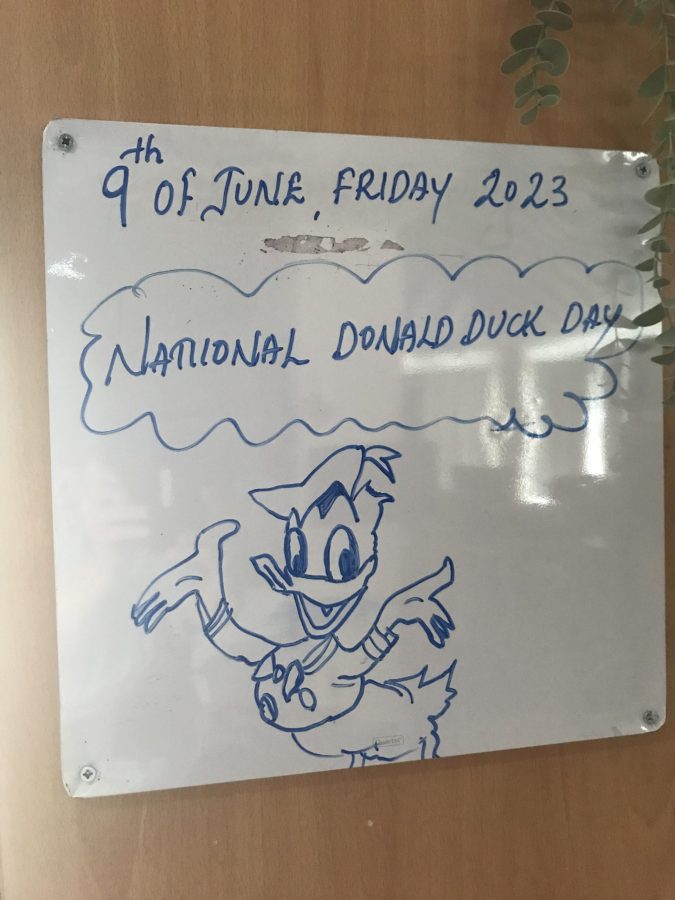 9th OF JUNE, FRIDAY 2023
NATIONAL DONALD DUCK DAY